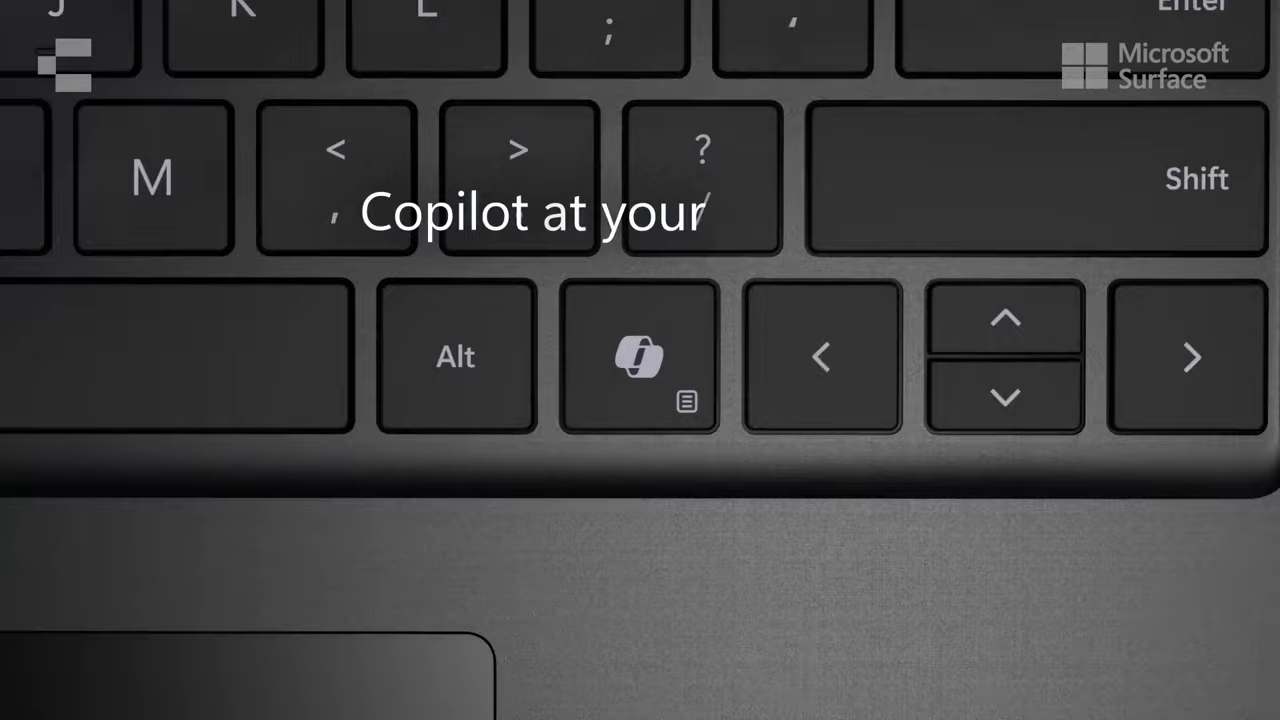 J K L ; ' Enter
Microsoft
Surface
M < , > ? / Shift
Copilot at your
Alt